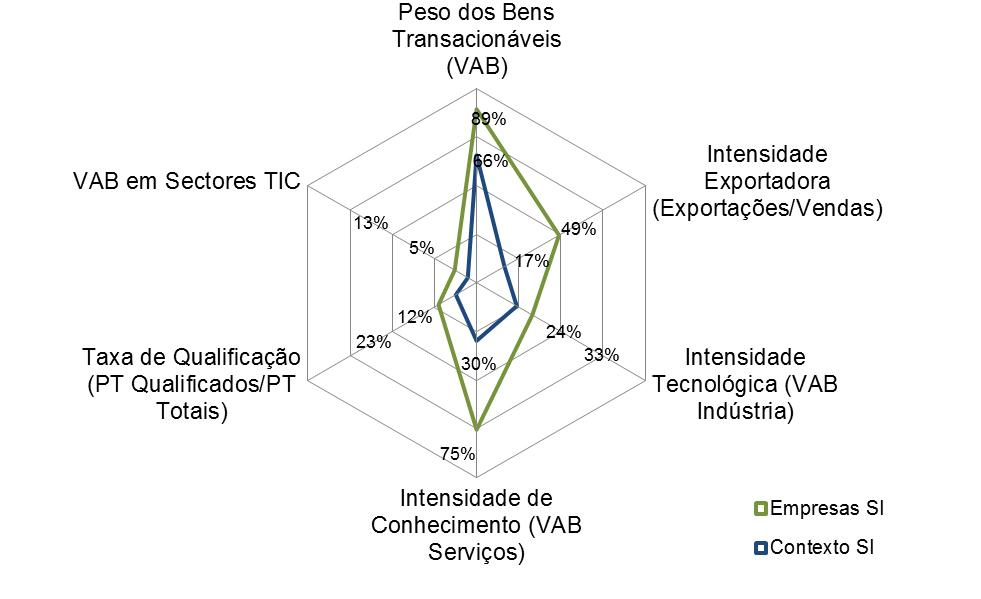 Peso dos Bens
Transacionáveis
(VAB)
89%
66%
Intensidade
Exportadora
(Exportações/Vendas)
49%
17%
VAB em Sectores TIC
13%
5%
12%
23%
24%
33%
Taxa de Qualificação
(PT Qualificados/PT
Totais)
Intensidade
Tecnológica (VAB
Indústria)
30%
75%
Intensidade de
Conhecimento (VAB
Serviços)
Empresas SI
Contexto SI